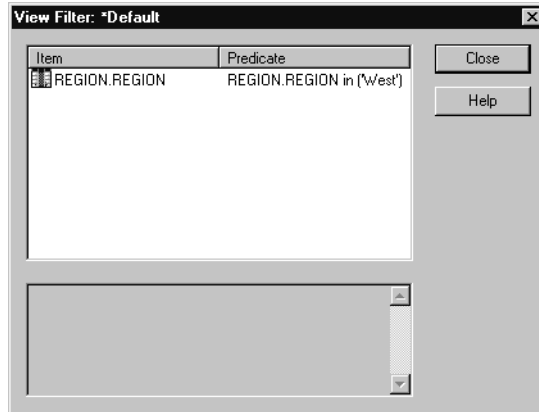 View Filter: *Default
Item Predicate
REGION.REGION REGION.REGION in ('West')
Close
Help